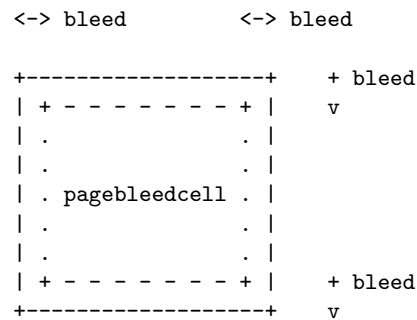 <-> bleed          <-> bleed
+-------------------+    + bleed
| + - - - - - - - + |    v
| .               . |
| .               . |
| . pagebleedcell . |
| .               . |
| .               . |
| + - - - - - - - + |    + bleed
+-------------------+    v